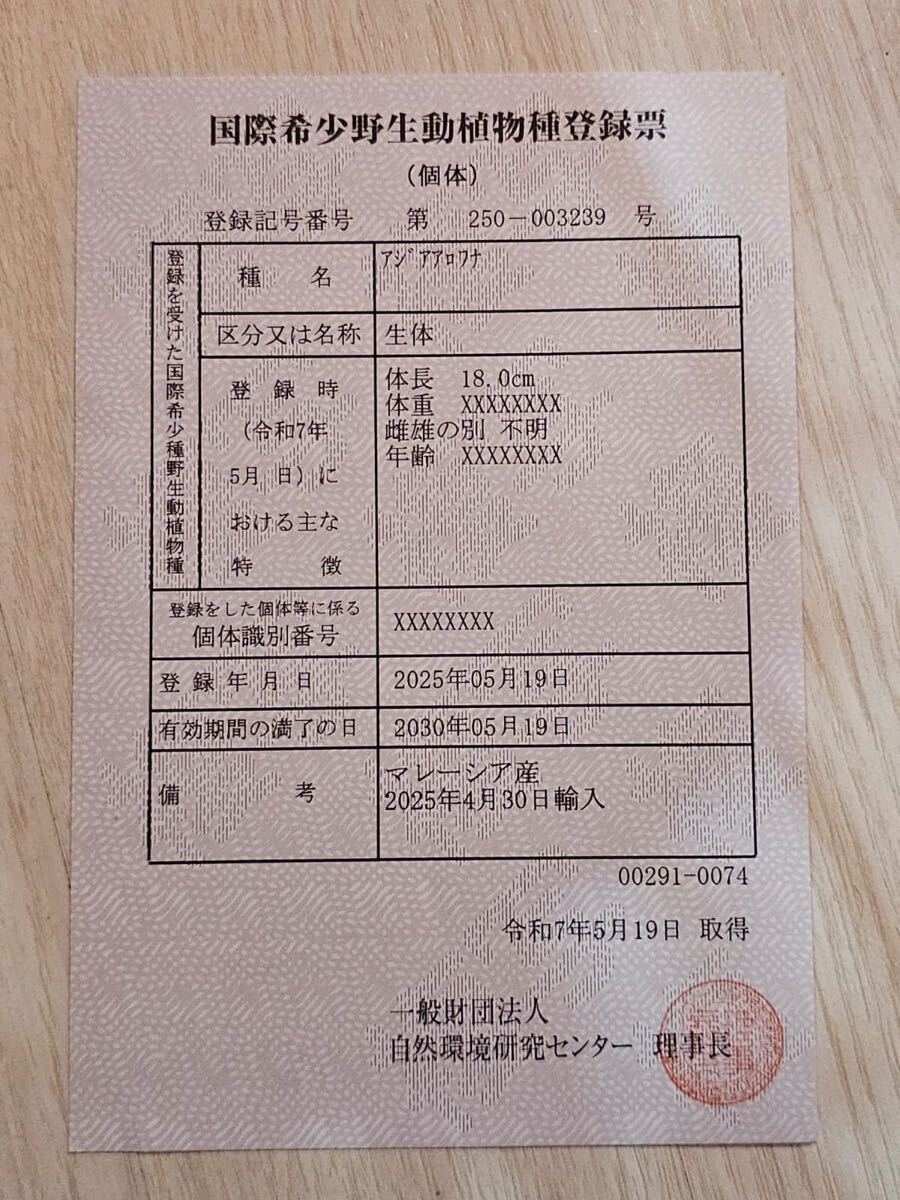 国際希少野生動植物種登録票
(個体)
登録記号番号 第 250-003239 号
登録を受けた国際希少種野生動植物種
種名 アジアアロワナ
区分又は名称 生体
登録時
(令和7年
5月 日)に
おける主な
特徴
体長 18.0cm
体重 XXXXXXXX
雌雄の別 不明
年齢 XXXXXXXX
登録をした個体等に係る
個体識別番号 XXXXXXXX
登録年月日 2025年05月19日
有効期間の満了の日 2030年05月19日
備考
マレーシア産
2025年4月30日輸入
00291-0074
令和7年5月19日 取得
一般財団法人
自然環境研究センター 理事長